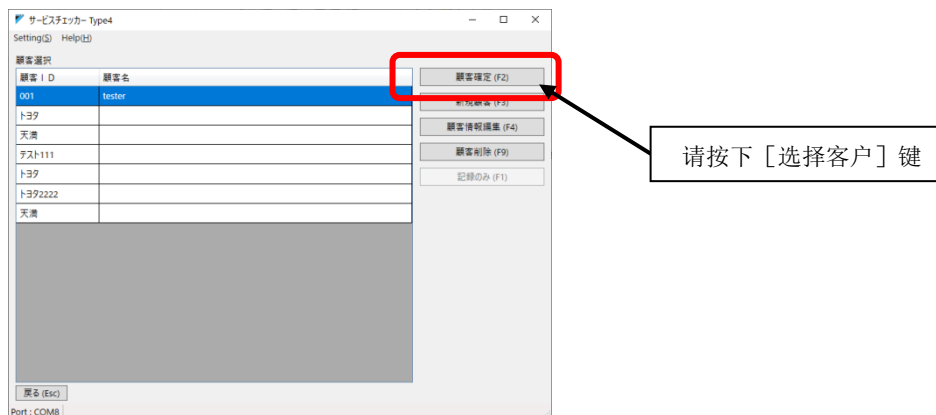 サービスチェッカー Type4
Setting(S) Help(H)
顧客選択
顧客ID 顧客名
001 tester
トヨタ
天満
テスト111
トヨタ
トヨタ2222
天満
顧客確定 (F2)
新規顧客 (F3)
顧客情報編集 (F4)
顧客削除 (F9)
記録のみ (F1)
请按下［选择客户］键
戻る (Esc)
Port : COM8